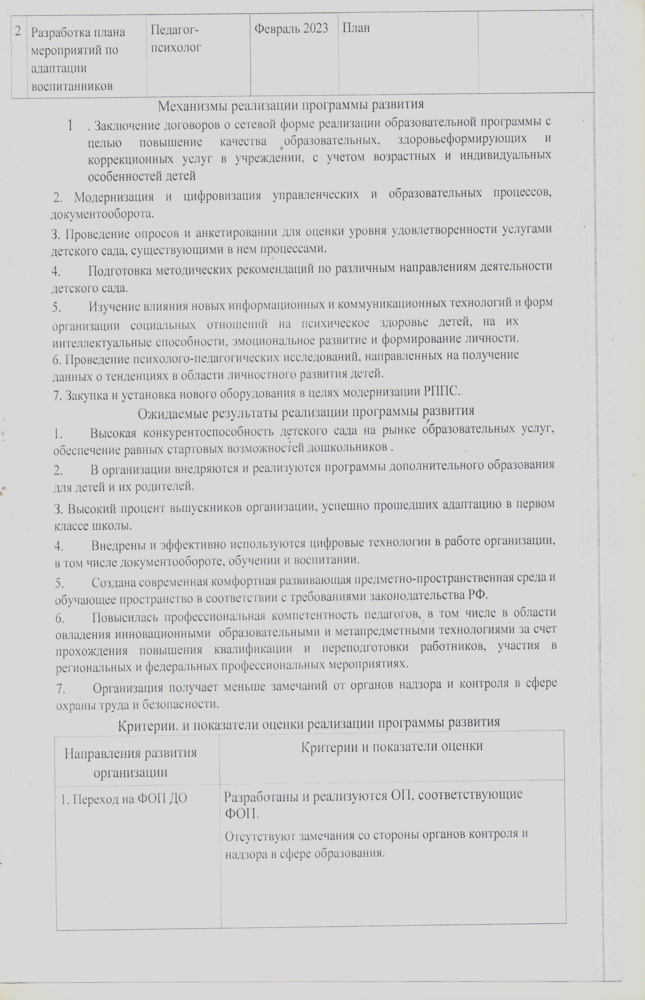 2 Разработка плана мероприятий по адаптации воспитанников
Педагог-
психолог
Февраль 2023
План
Механизмы реализации программы развития
1 . Заключение договоров о сетевой форме реализации образовательной программы с
целью повышение качества образовательных, здоровьеформирующих и
коррекционных услуг в учреждении, с учетом возрастных и индивидуальных
особенностей детей
2. Модернизация и цифровизация управленческих и образовательных процессов,
документооборота.
3. Проведение опросов и анкетировании для оценки уровня удовлетворенности услугами
детского сада, существующими в нем процессами.
4. Подготовка методических рекомендаций по различным направлениям деятельности
детского сада.
5. Изучение влияния новых информационных и коммуникационных технологий и форм
организации социальных отношений на психическое здоровье детей, на их
интеллектуальные способности, эмоциональное развитие и формирование личности.
6. Проведение психолого-педагогических исследований, направленных на получение
данных о тенденциях в области личностного развития детей.
7. Закупка и установка нового оборудования в целях модернизации РППС.
Ожидаемые результаты реализации программы развития
1. Высокая конкурентоспособность детского сада на рынке образовательных услуг,
обеспечение равных стартовых возможностей дошкольников .
2. В организации внедряются и реализуются программы дополнительного образования
для детей и их родителей.
3. Высокий процент вышускников организации, успешно прошедших адаптацию в первом
классе школы.
4. Внедрены и эффективно используются цифровые технологии в работе организации,
в том числе документообороте, обучении и воспитании.
5. Создана современная комфортная развивающая предметно-пространственная среда и
обучающее пространство в соответствии с требованиями законодательства РФ.
6. Повысилась профессиональная компетентность педагогов, в том числе в области
овладения инновационными образовательными и метапредметными технологиями за счет
прохождения повышения квалификации и переподготовки работников, участия в
региональных и федеральных профессиональных мероприятиях.
7. Организация получает меньше замечаний от органов надзора и контроля в сфере
охраны труда и безопасности.
Критерии. и показатели оценки реализации программы развития
Направления развития
организации
Критерии и показатели оценки
1. Переход на ФОП ДО
Разработаны и реализуются ОП, соответствующие
ФОП.
Отсутствуют замечания со стороны органов контроля и
надзора в сфере образования.